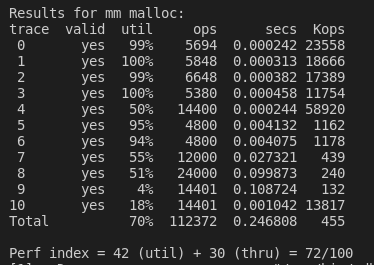 Results for mm malloc:
trace  valid  util     ops      secs  Kops
 0       yes   99%    5694  0.000242 23558
 1       yes  100%    5848  0.000313 18666
 2       yes   99%    6648  0.000382 17389
 3       yes  100%    5380  0.000458 11754
 4       yes   50%   14400  0.000244 58920
 5       yes   95%    4800  0.004132  1162
 6       yes   94%    4800  0.004075  1178
 7       yes   55%   12000  0.027321   439
 8       yes   51%   24000  0.099873   240
 9       yes    4%   14401  0.108724   132
10       yes   18%   14401  0.001042 13817
Total          70%  112372  0.246808   455
Perf index = 42 (util) + 30 (thru) = 72/100